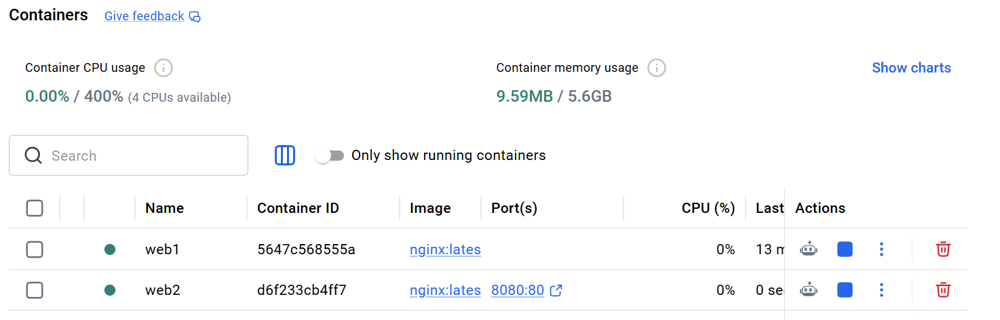 Containers Give feedback
Container CPU usage Container memory usage Show charts
0.00% / 400% (4 CPUs available) 9.59MB / 5.6GB
Search Only show running containers
Name Container ID Image Port(s) CPU (%) Last Actions
web1 5647c568555a nginx:lates 0% 13 m
web2 d6f233cb4ff7 nginx:lates 8080:80 0% 0 se